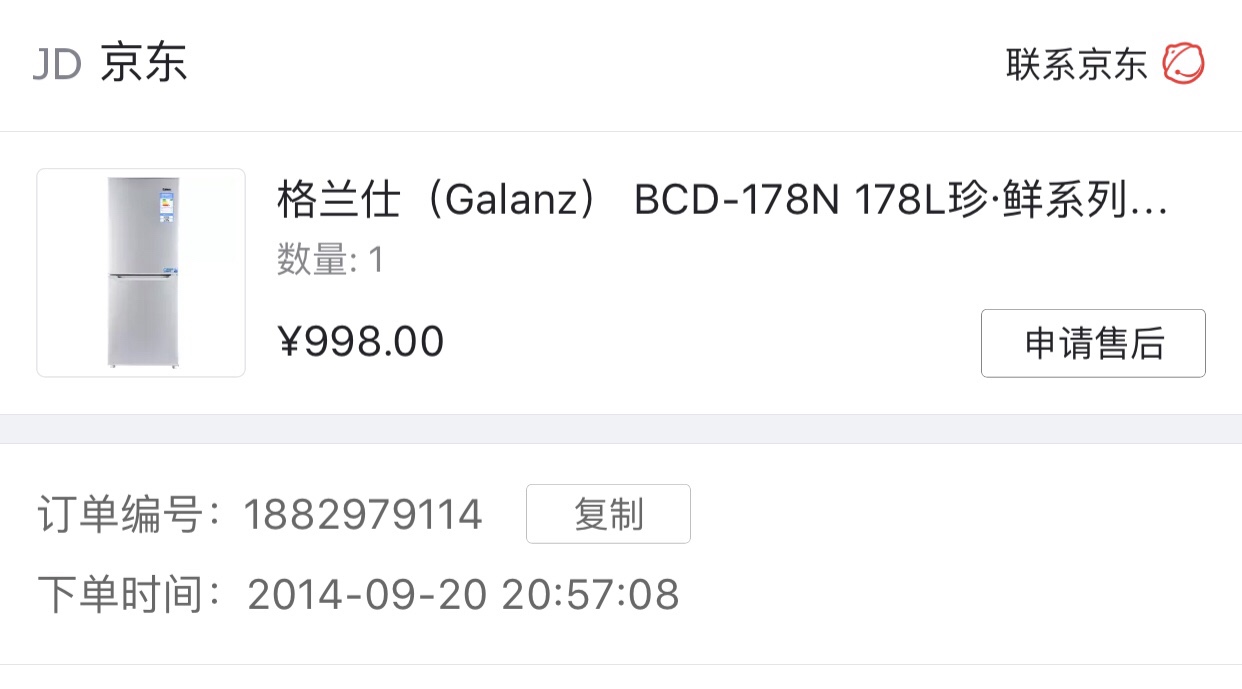 JD 京东
联系京东
格兰仕（Galanz） BCD-178N 178L珍·鲜系列...
数量: 1
¥998.00
申请售后
订单编号：1882979114
复制
下单时间：2014-09-20 20:57:08